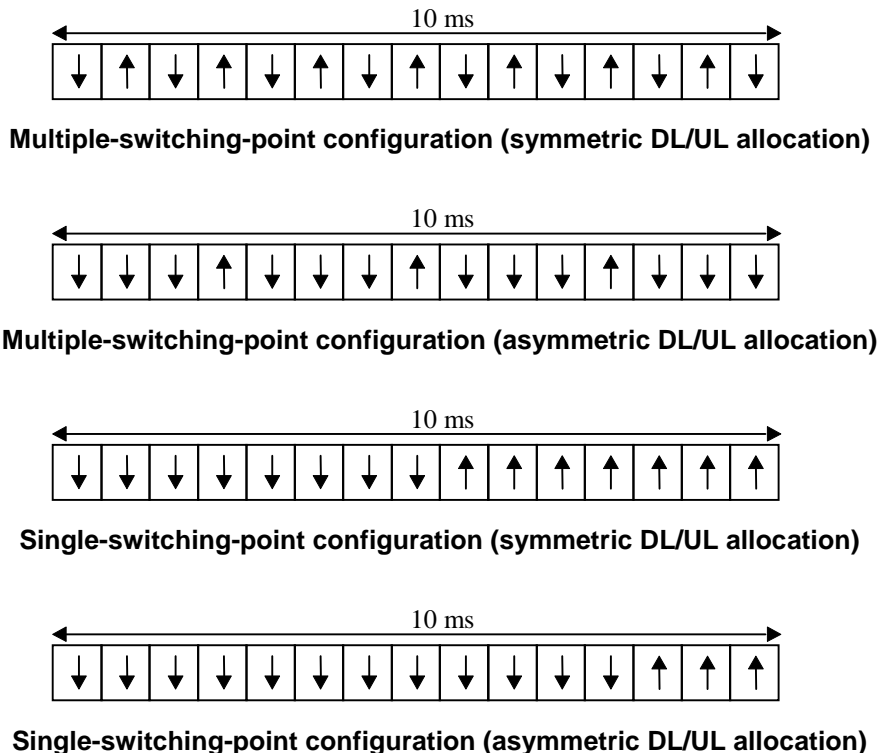 10 ms
Multiple-switching-point configuration (symmetric DL/UL allocation)
10 ms
Multiple-switching-point configuration (asymmetric DL/UL allocation)
10 ms
Single-switching-point configuration (symmetric DL/UL allocation)
10 ms
Single-switching-point configuration (asymmetric DL/UL allocation)